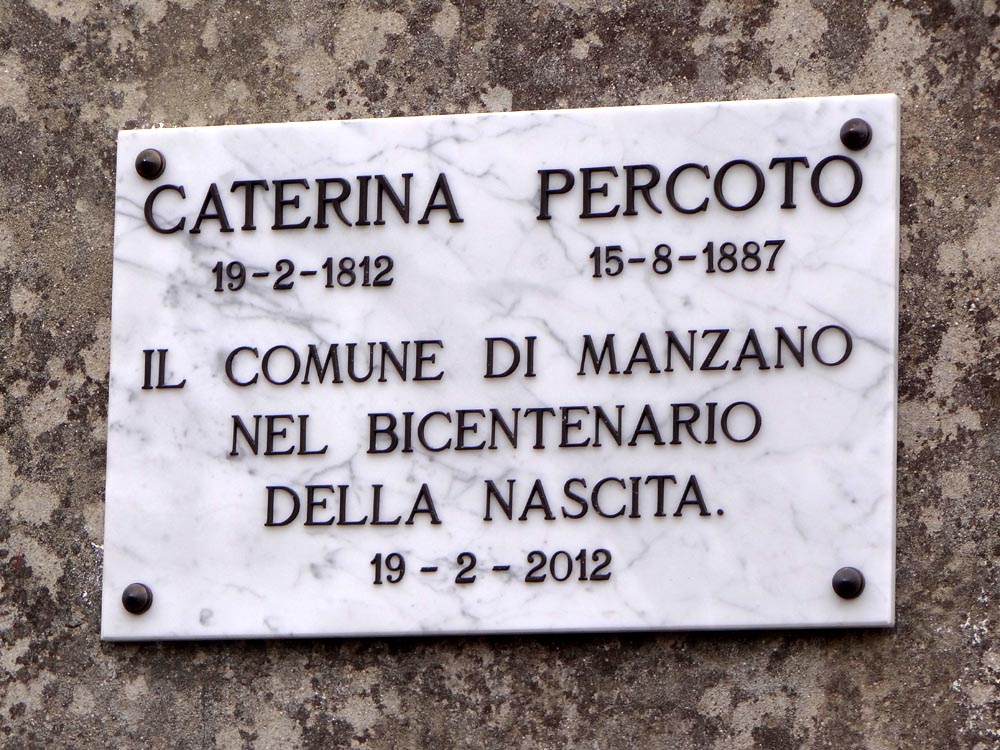 CATERINA PERCOTO
19-2-1812 15-8-1887
IL COMUNE DI MANZANO
NEL BICENTENARIO
DELLA NASCITA.
19-2-2012